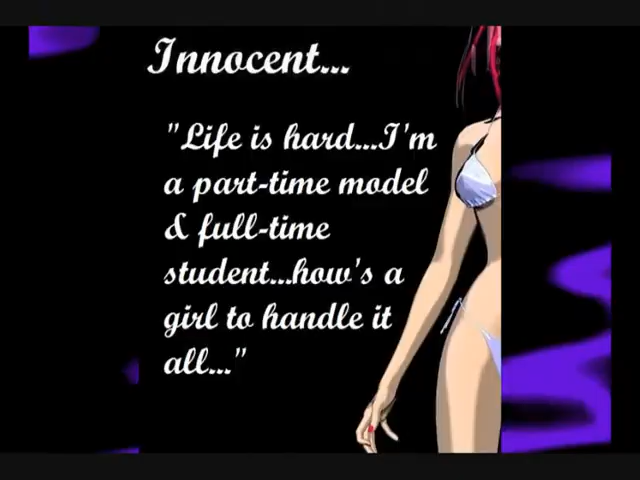 Innocent...
"Life is hard...I'm
a part-time model
& full-time
student...how's a
girl to handle it
all..."